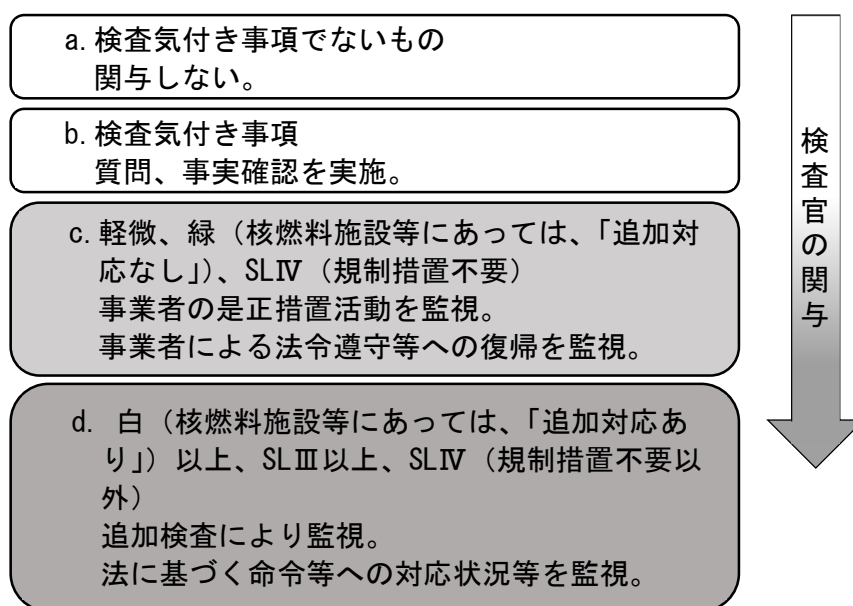 a. 検査気付き事項でないもの
関与しない。
b. 検査気付き事項
質問、事実確認を実施。
c. 軽微、緑（核燃料施設等にあっては、「追加対
応なし」）、SLⅣ（規制措置不要）
事業者の是正措置活動を監視。
事業者による法令遵守等への復帰を監視。
d. 白（核燃料施設等にあっては、「追加対応あ
り」）以上、SLⅢ以上、SLⅣ（規制措置不要以
外）
追加検査により監視。
法に基づく命令等への対応状況等を監視。
検査官の関与